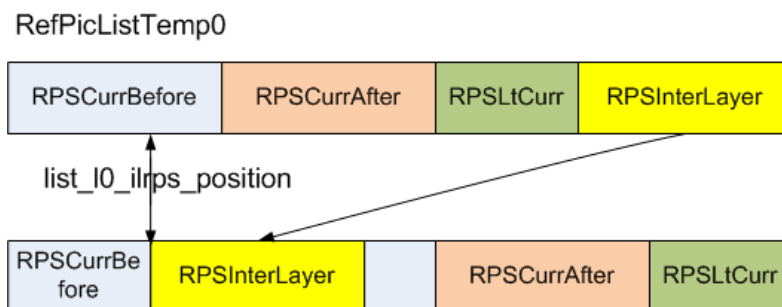 RefPicListTemp0
RPSCurrBefore RPSCurrAfter RPSLtCurr RPSInterLayer
list_l0_ilrps_position
RPSCurrBe
fore
RPSInterLayer RPSCurrAfter RPSLtCurr